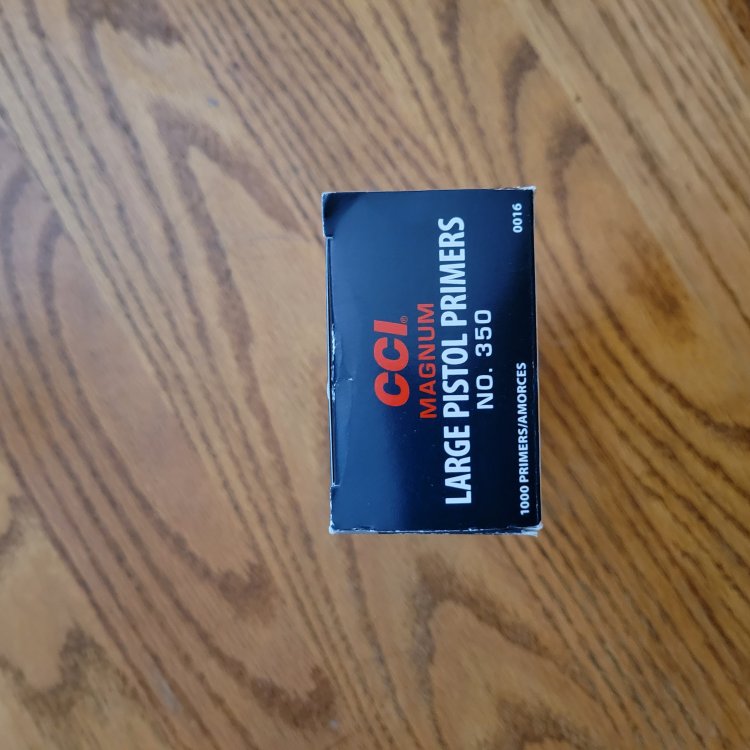 CCI®
MAGNUM
LARGE PISTOL PRIMERS
NO. 350
1000 PRIMERS/AMORCES 0016